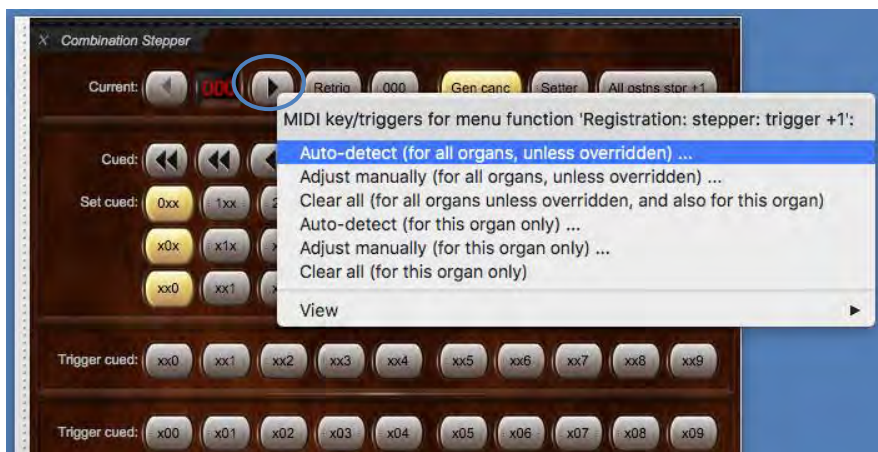 X Combination Stepper
Current: 000 Retrig 000 Gen canc Setter All pstns stpr +1
MIDI key/triggers for menu function 'Registration: stepper: trigger +1':
Auto-detect (for all organs, unless overridden) ...
Adjust manually (for all organs, unless overridden) ...
Clear all (for all organs unless overridden, and also for this organ)
Auto-detect (for this organ only) ...
Adjust manually (for this organ only) ...
Clear all (for this organ only)
View
Cued:
Set cued: 0xx 1xx 2
x0x x1x x
xx0 xx1 x
Trigger cued: xx0 xx1 xx2 xx3 xx4 xx5 xx6 xx7 xx8 xx9
Trigger cued: x00 x01 x02 x03 x04 x05 x06 x07 x08 x09